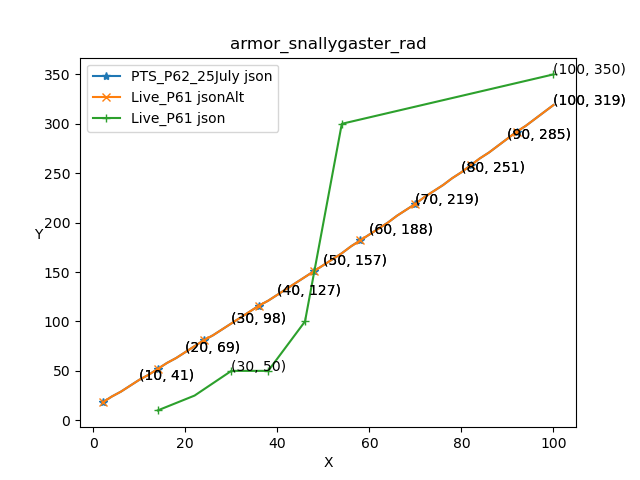 armor_snallygaster_rad
PTS_P62_25July json
Live_P61 jsonAlt
Live_P61 json
(100, 350)
(100, 319)
(90, 285)
(80, 251)
(70, 219)
(60, 188)
(50, 157)
(40, 127)
(30, 98)
(20, 69)
(30, 50)
(10, 41)
Y
350
300
250
200
150
100
50
0
0 20 40 60 80 100
X